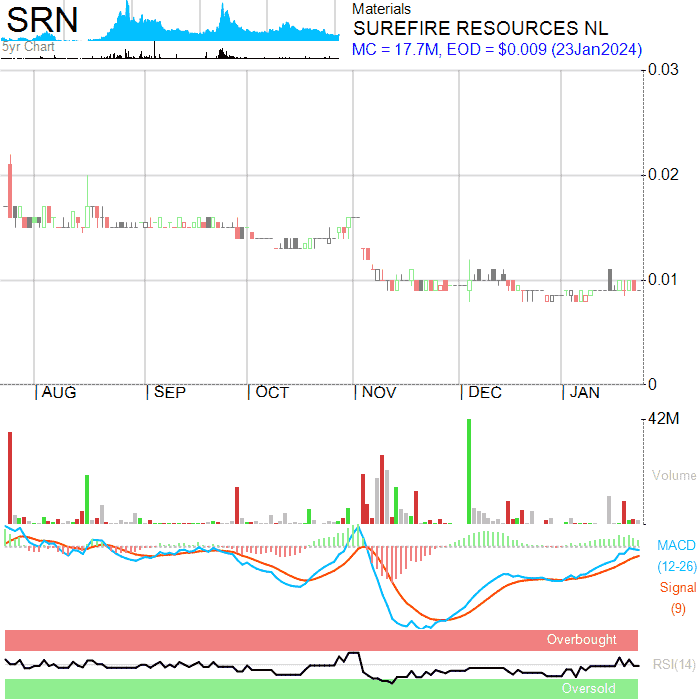 SRN
5yr Chart
Materials
SUREFIRE RESOURCES NL
MC = 17.7M, EOD = $0.009 (23Jan2024)
0.03
0.02
0.01
0
AUG SEP OCT NOV DEC JAN
42M
Volume
MACD
(12-26)
Signal
(9)
Overbought
RSI(14)
Oversold